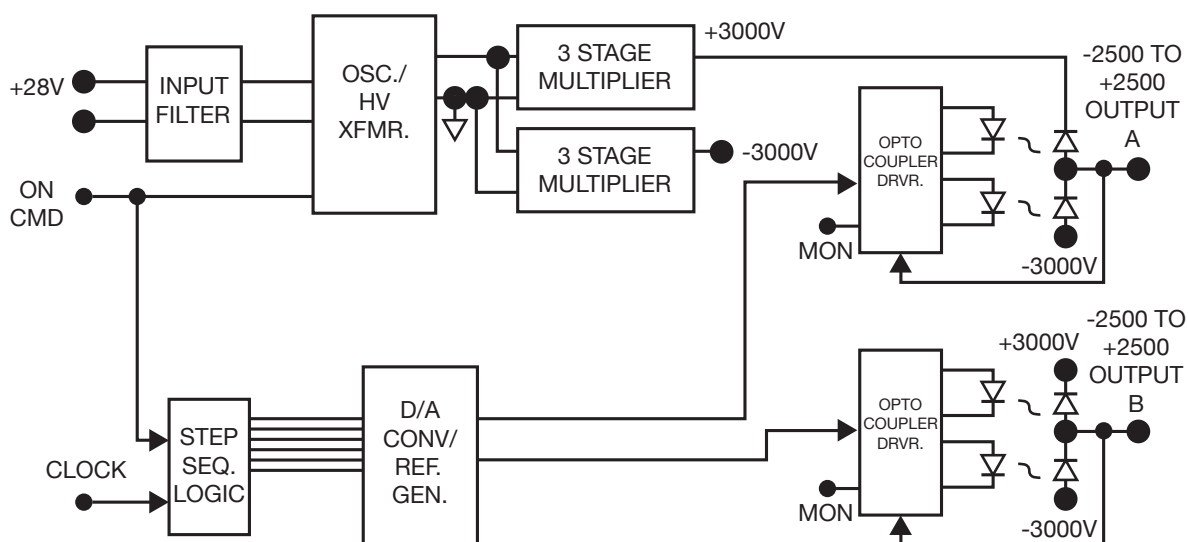 +28V
INPUT
FILTER
OSC./
HV
XFMR.
3 STAGE
MULTIPLIER
+3000V
3 STAGE
MULTIPLIER
-3000V
-2500 TO
+2500
OUTPUT
A
OPTO
COUPLER
DRVR.
MON
-3000V
ON
CMD
CLOCK
STEP
SEQ.
LOGIC
D/A
CONV/
REF.
GEN.
OPTO
COUPLER
DRVR.
MON
+3000V
-3000V
-2500 TO
+2500
OUTPUT
B